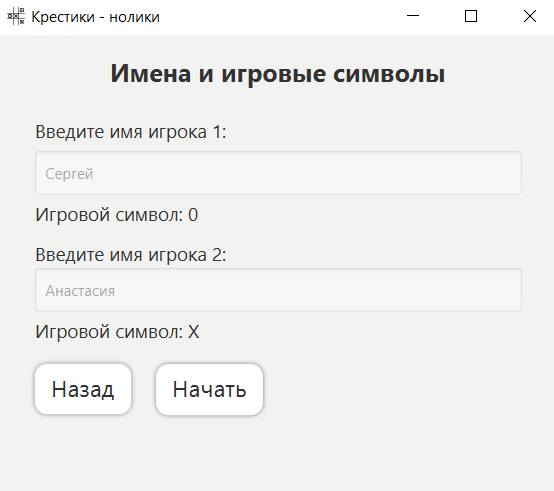 Крестики - нолики
Имена и игровые символы
Введите имя игрока 1:
Сергей
Игровой символ: 0
Введите имя игрока 2:
Анастасия
Игровой символ: X
Назад Начать